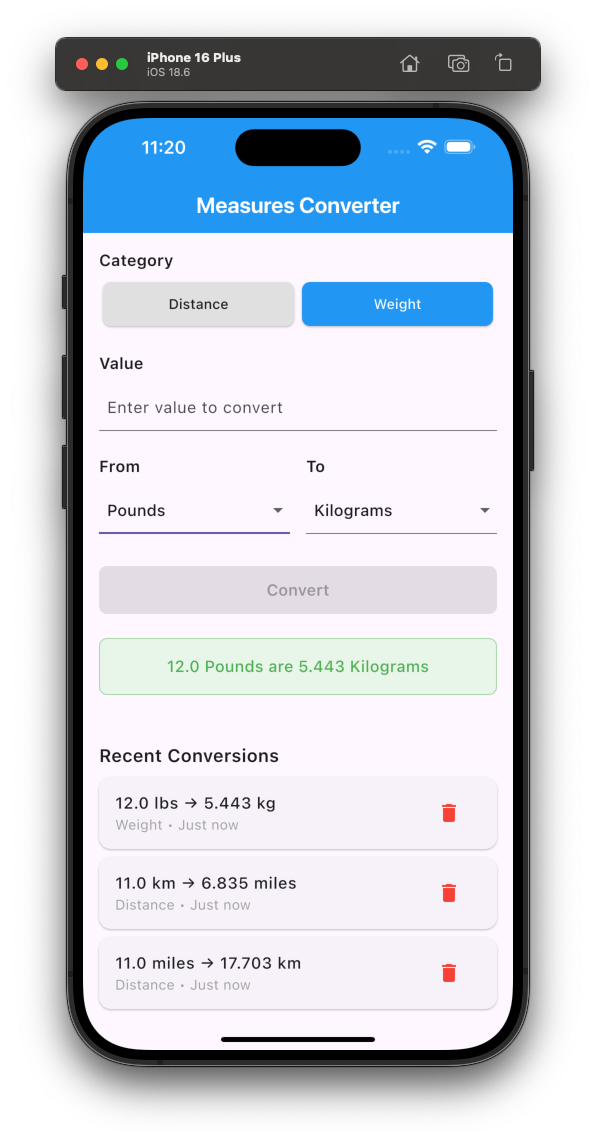 iPhone 16 Plus
iOS 18.6
11:20
Measures Converter
Category
Distance Weight
Value
Enter value to convert
From To
Pounds Kilograms
Convert
12.0 Pounds are 5.443 Kilograms
Recent Conversions
12.0 lbs → 5.443 kg
Weight • Just now
11.0 km → 6.835 miles
Distance • Just now
11.0 miles → 17.703 km
Distance • Just now